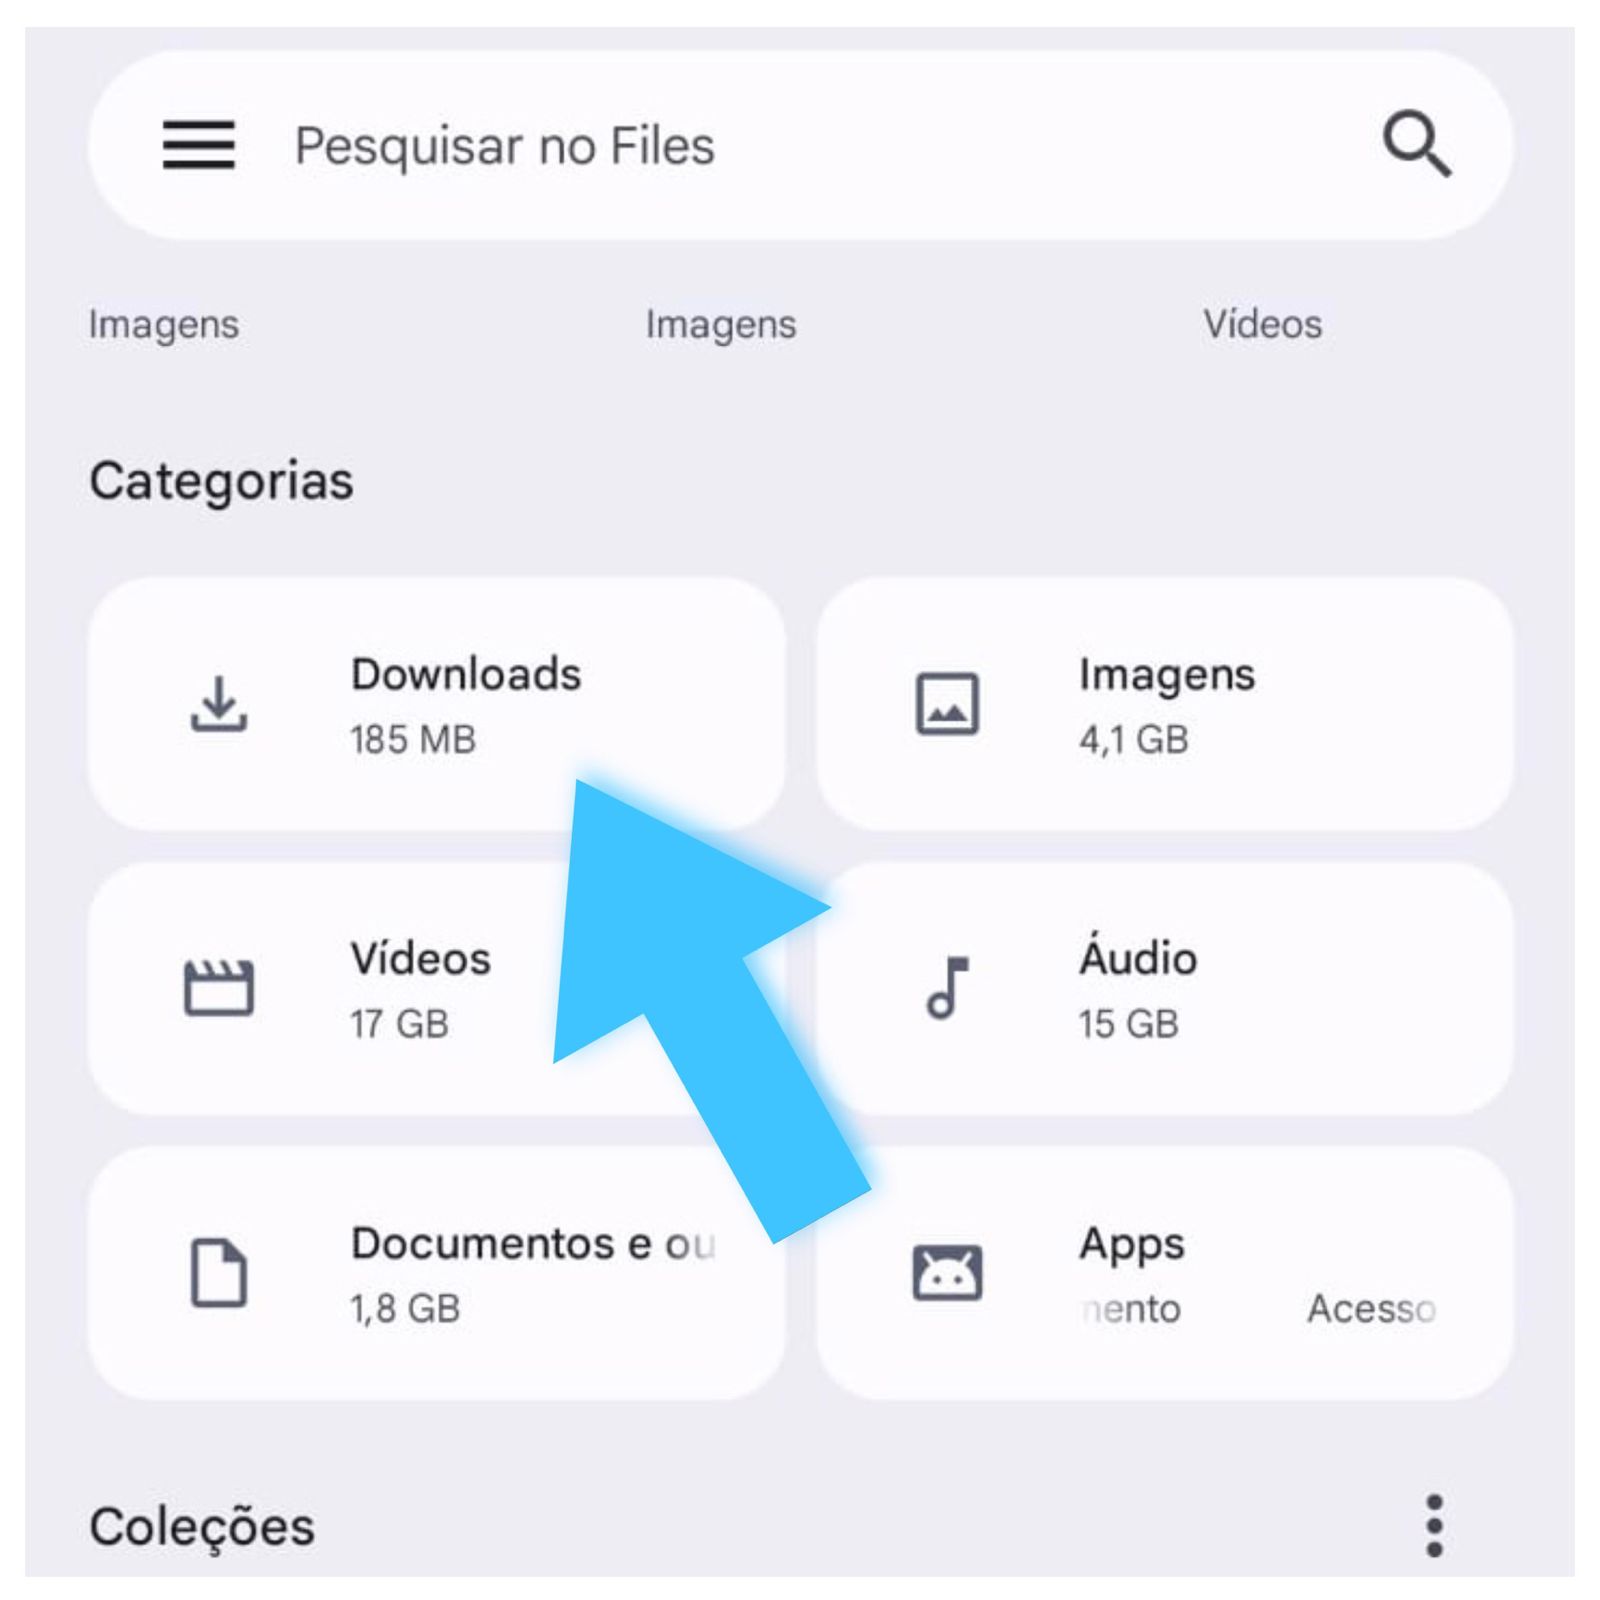 Pesquisar no Files
Imagens Imagens Vídeos
Categorias
Downloads
185 MB
Imagens
4,1 GB
Vídeos
17 GB
Áudio
15 GB
Documentos e ou
1,8 GB
Apps
mento Acesso
Coleções